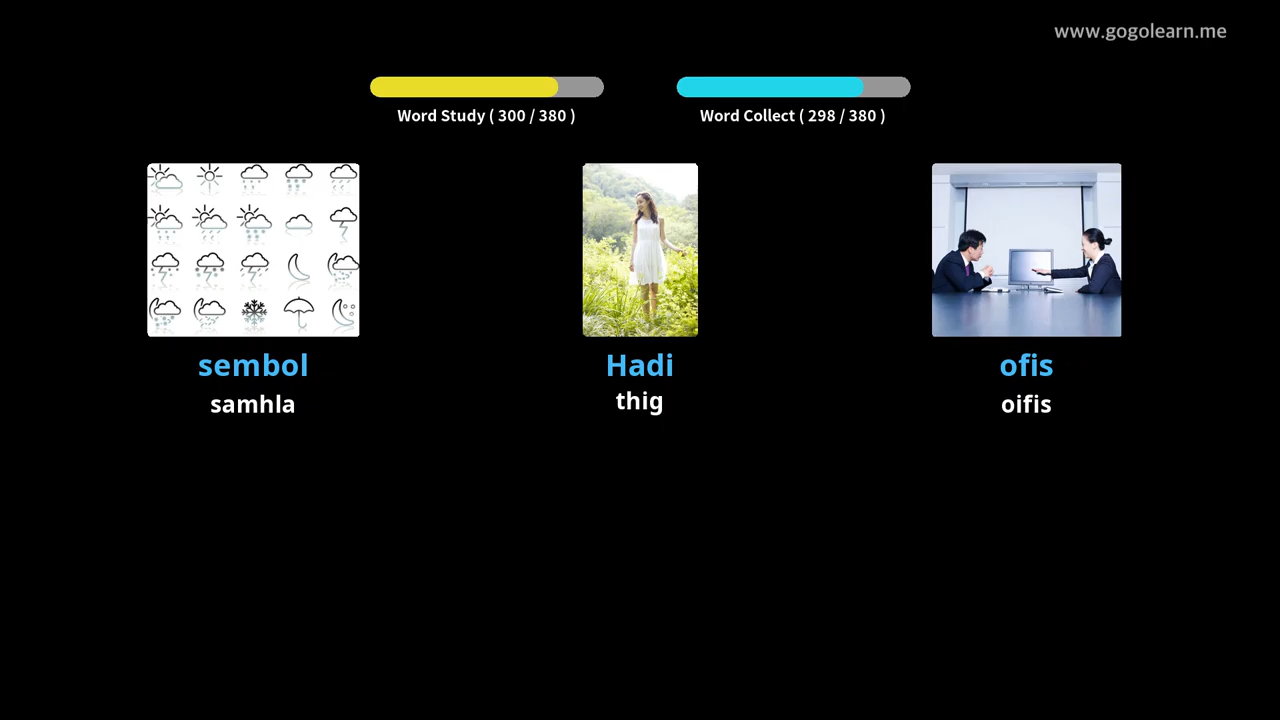 www.gogolearn.me
Word Study ( 300 / 380 )
Word Collect ( 298 / 380 )
sembol
samhla
Hadi
thig
ofis
oifis